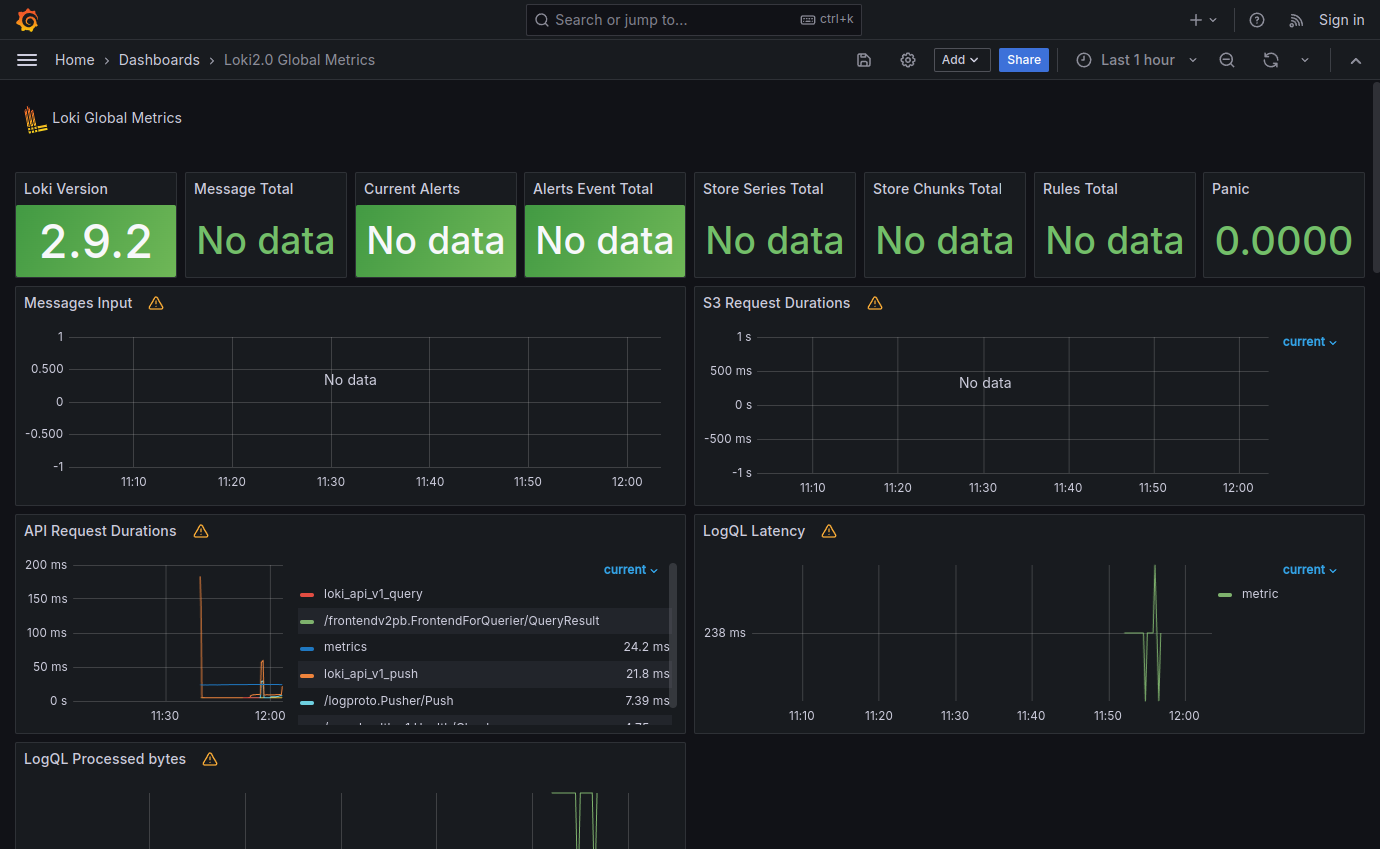 Search or jump to... ctrl+k Sign in
Home › Dashboards › Loki2.0 Global Metrics Add Share Last 1 hour
Loki Global Metrics
Loki Version Message Total Current Alerts Alerts Event Total Store Series Total Store Chunks Total Rules Total Panic
2.9.2 No data No data No data No data No data No data 0.0000
Messages Input
1
0.500
0
-0.500
-1
No data
11:10 11:20 11:30 11:40 11:50 12:00
S3 Request Durations
1 s
500 ms
0 s
-500 ms
-1 s
No data
11:10 11:20 11:30 11:40 11:50 12:00
current
API Request Durations
200 ms
150 ms
100 ms
50 ms
0 s
11:30 12:00
current
loki_api_v1_query
/frontendv2pb.FrontendForQuerier/QueryResult
metrics 24.2 ms
loki_api_v1_push 21.8 ms
/logproto.Pusher/Push 7.39 ms
LogQL Latency
238 ms
11:10 11:20 11:30 11:40 11:50 12:00
current
metric
LogQL Processed bytes